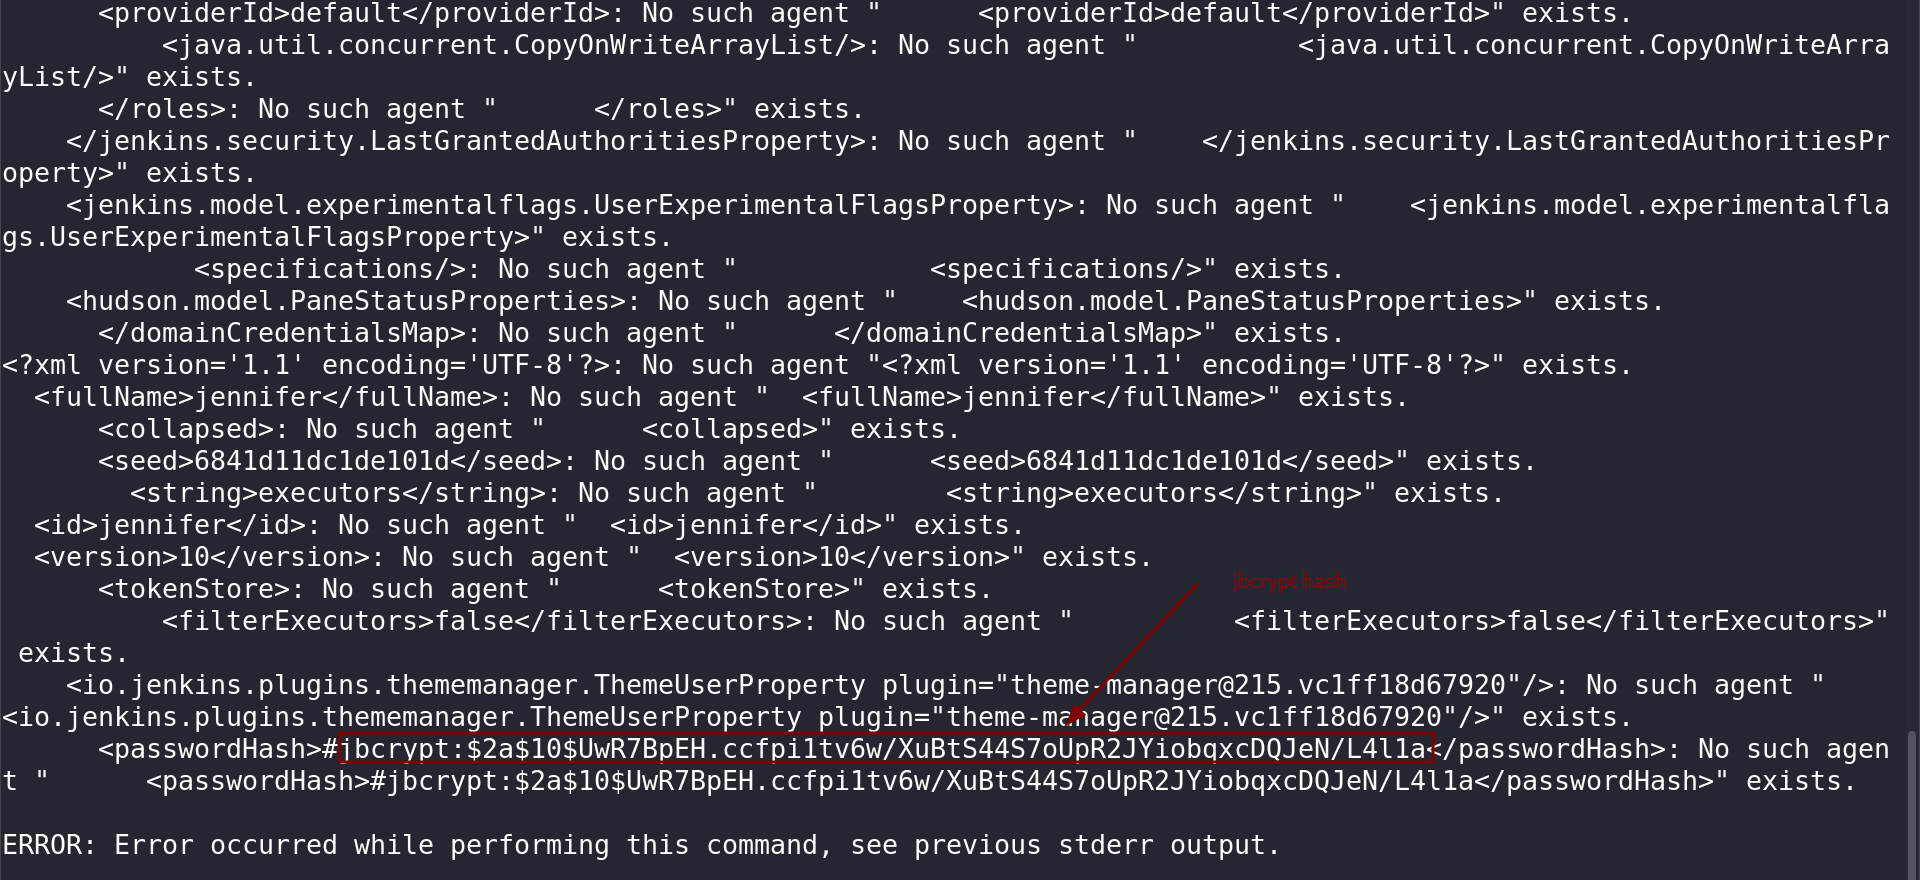 <providerId>default</providerId>: No such agent "      <providerId>default</providerId>" exists.
          <java.util.concurrent.CopyOnWriteArrayList/>: No such agent "          <java.util.concurrent.CopyOnWriteArra
yList/>" exists.
      </roles>: No such agent "      </roles>" exists.
    </jenkins.security.LastGrantedAuthoritiesProperty>: No such agent "    </jenkins.security.LastGrantedAuthoritiesPr
operty>" exists.
    <jenkins.model.experimentalflags.UserExperimentalFlagsProperty>: No such agent "    <jenkins.model.experimentalfla
gs.UserExperimentalFlagsProperty>" exists.
            <specifications/>: No such agent "            <specifications/>" exists.
    <hudson.model.PaneStatusProperties>: No such agent "    <hudson.model.PaneStatusProperties>" exists.
      </domainCredentialsMap>: No such agent "      </domainCredentialsMap>" exists.
<?xml version='1.1' encoding='UTF-8'?>: No such agent "<?xml version='1.1' encoding='UTF-8'?>" exists.
  <fullName>jennifer</fullName>: No such agent "  <fullName>jennifer</fullName>" exists.
      <collapsed>: No such agent "      <collapsed>" exists.
      <seed>6841d11dc1de101d</seed>: No such agent "      <seed>6841d11dc1de101d</seed>" exists.
        <string>executors</string>: No such agent "        <string>executors</string>" exists.
  <id>jennifer</id>: No such agent "  <id>jennifer</id>" exists.
  <version>10</version>: No such agent "  <version>10</version>" exists.
      <tokenStore>: No such agent "      <tokenStore>" exists.
jbcrypt hash
          <filterExecutors>false</filterExecutors>: No such agent "          <filterExecutors>false</filterExecutors>"
 exists.
    <io.jenkins.plugins.thememanager.ThemeUserProperty plugin="theme-manager@215.vc1ff18d67920"/>: No such agent "
<io.jenkins.plugins.thememanager.ThemeUserProperty plugin="theme-manager@215.vc1ff18d67920"/>" exists.
      <passwordHash>#jbcrypt:$2a$10$UwR7BpEH.ccfpi1tv6w/XuBtS44S7oUpR2JYiobqxcDQJeN/L4l1a</passwordHash>: No such agen
t "      <passwordHash>#jbcrypt:$2a$10$UwR7BpEH.ccfpi1tv6w/XuBtS44S7oUpR2JYiobqxcDQJeN/L4l1a</passwordHash>" exists.
ERROR: Error occurred while performing this command, see previous stderr output.